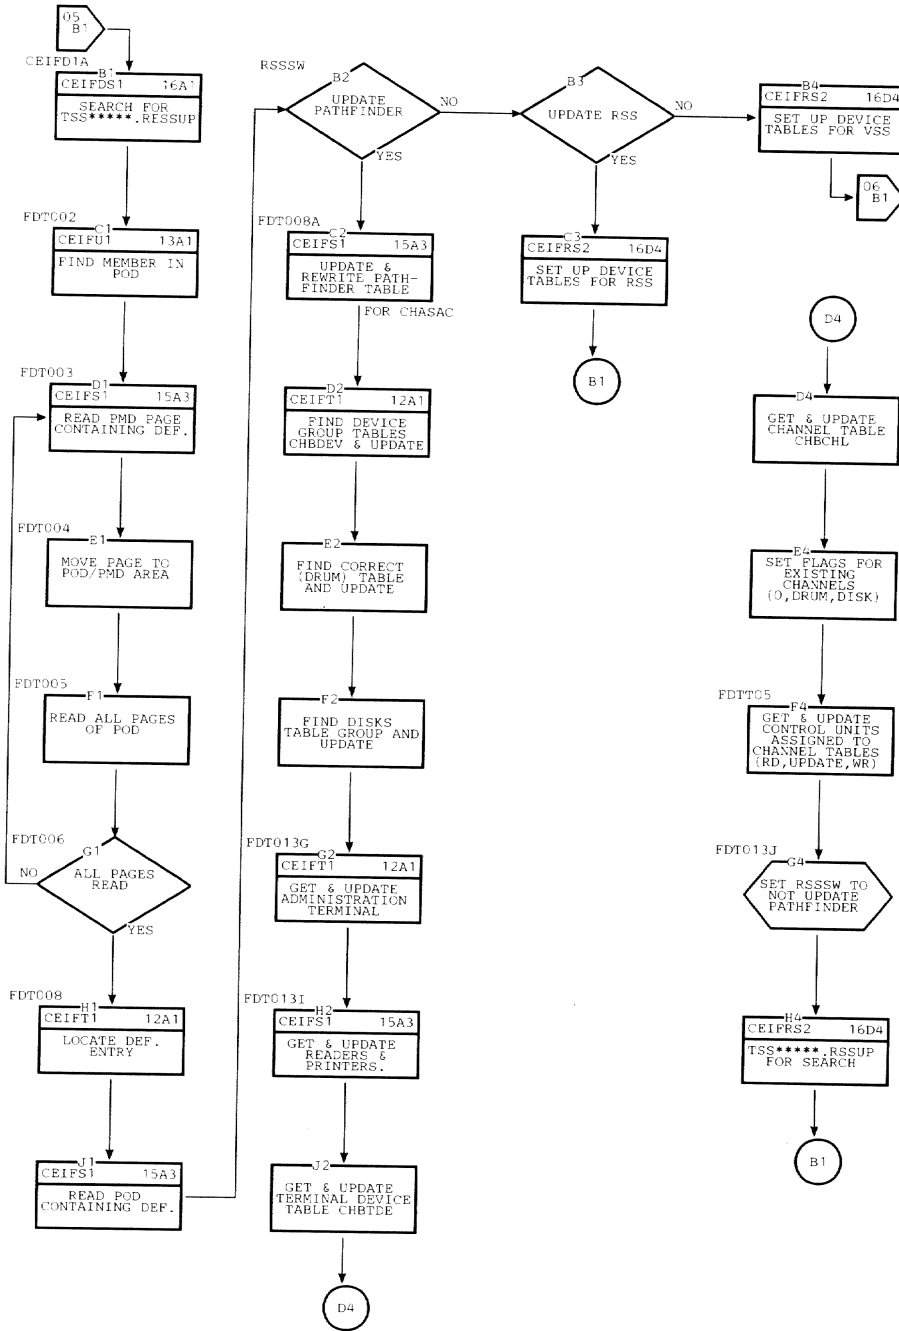 05
B1
CEIFD1A
B1
CEIFDS1 16A1
SEARCH FOR
TSS*****.RESSUP
FDT002
C1
CEIFU1 13A1
FIND MEMBER IN
POD
FDT003
D1
CEIFS1 15A3
READ PMD PAGE
CONTAINING DEF.
FDT004
E1
MOVE PAGE TO
POD/PMD AREA
FDT005
F1
READ ALL PAGES
OF POD
FDT006
G1
ALL PAGES
READ
NO
YES
FDT008
H1
CEIFT1 12A1
LOCATE DEF.
ENTRY
J1
CEIFS1 15A3
READ POD
CONTAINING DEF.
RSSSW
B2
UPDATE
PATHFINDER
NO
YES
FDT008A
C2
CEIFS1 15A3
UPDATE &
REWRITE PATH-
FINDER TABLE
FOR CHASAC
D2
CEIFT1 12A1
FIND DEVICE
GROUP TABLES
CHBDEV & UPDATE
E2
FIND CORRECT
(DRUM) TABLE
AND UPDATE
F2
FIND DISKS
TABLE GROUP AND
UPDATE
FDT013G
G2
CEIFT1 12A1
GET & UPDATE
ADMINISTRATION
TERMINAL
FDT013I
H2
CEIFS1 15A3
GET & UPDATE
READERS &
PRINTERS.
J2
GET & UPDATE
TERMINAL DEVICE
TABLE CHBTDE
D4
B3
UPDATE RSS
NO
YES
C3
CEIFRS2 16D4
SET UP DEVICE
TABLES FOR RSS
B1
B4
CEIFRS2 16D4
SET UP DEVICE
TABLES FOR VSS
06
B1
D4
D4
GET & UPDATE
CHANNEL TABLE
CHBCHL
E4
SET FLAGS FOR
EXISTING
CHANNELS
(0,DRUM,DISK)
FDTT05
F4
GET & UPDATE
CONTROL UNITS
ASSIGNED TO
CHANNEL TABLES
(RD,UPDATE,WR)
FDT013J
G4
SET RSSSW TO
NOT UPDATE
PATHFINDER
H4
CEIFRS2 16D4
TSS*****.RSSUP
FOR SEARCH
B1